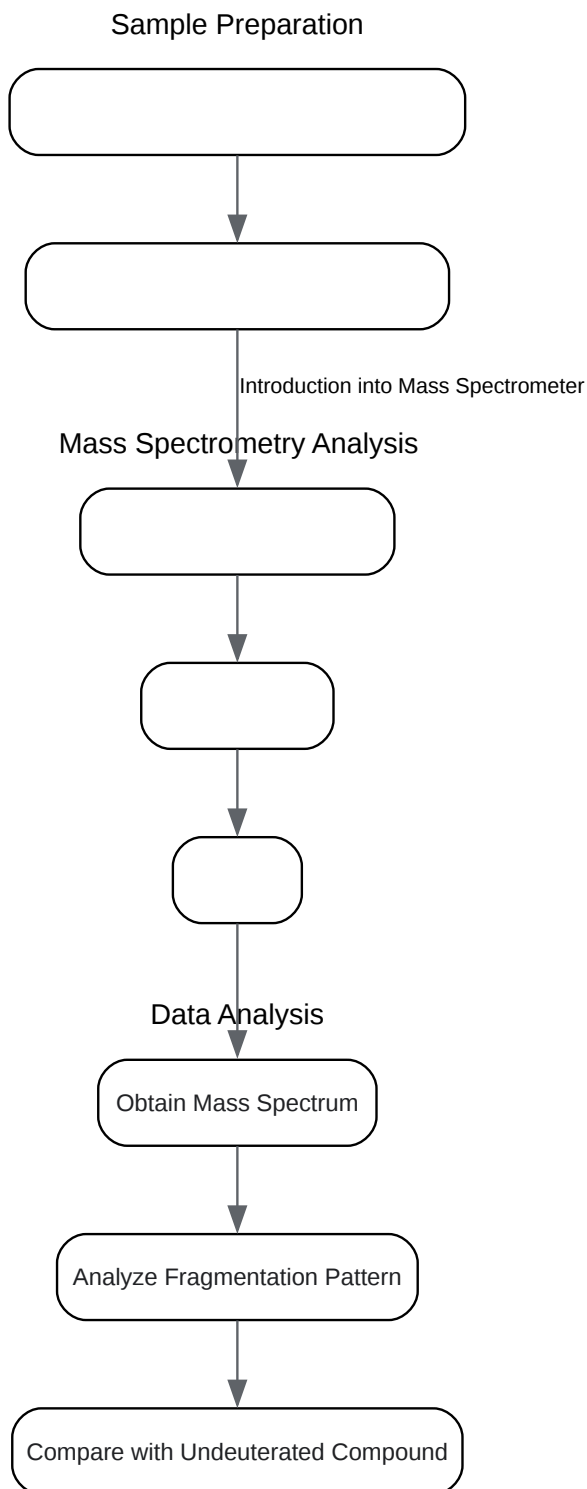 Sample Preparation
Introduction into Mass Spectrometer
Mass Spectrometry Analysis
Data Analysis
Obtain Mass Spectrum
Analyze Fragmentation Pattern
Compare with Undeuterated Compound